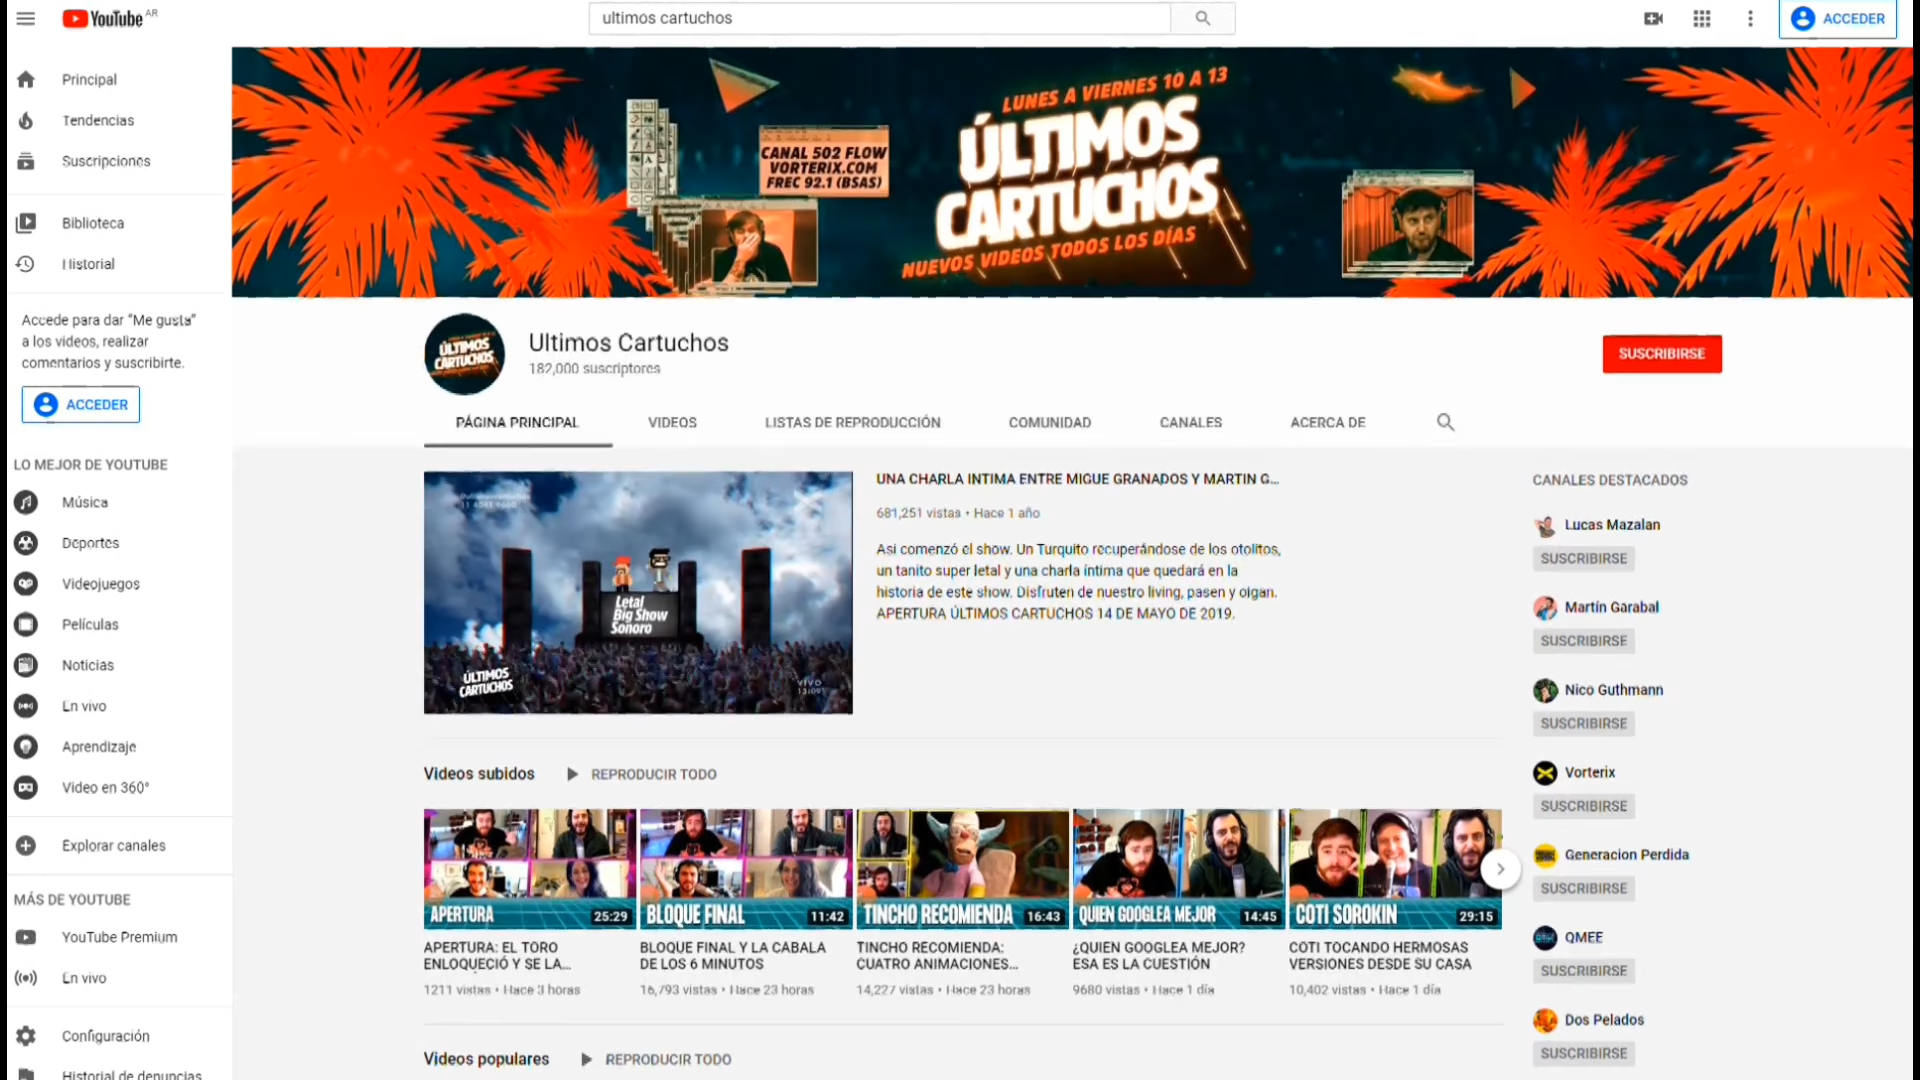 YouTube AR
ultimos cartuchos
ACCEDER
Principal
Tendencias
Suscripciones
Biblioteca
Historial
Accede para dar “Me gusta”
a los videos, realizar
comentarios y suscribirte.
ACCEDER
LO MEJOR DE YOUTUBE
Música
Deportes
Videojuegos
Películas
Noticias
En vivo
Aprendizaje
Video en 360°
Explorar canales
MÁS DE YOUTUBE
YouTube Premium
En vivo
Configuración
Historial de denuncias
LUNES A VIERNES 10 A 13
ÚLTIMOS
CARTUCHOS
NUEVOS VIDEOS TODOS LOS DÍAS
CANAL 502 FLOW
VORTERIX.COM
FREC 92.1 (BSAS)
ÚLTIMOS
CARTUCHOS
Ultimos Cartuchos
182,000 suscriptores
SUSCRIBIRSE
PÁGINA PRINCIPAL
VIDEOS
LISTAS DE REPRODUCCIÓN
COMUNIDAD
CANALES
ACERCA DE
Letal
Big Show
Sonoro
ÚLTIMOS
CARTUCHOS
VIVO
UNA CHARLA INTIMA ENTRE MIGUE GRANADOS Y MARTIN G...
681,251 vistas • Hace 1 año
Asi comenzó el show. Un Turquito recuperándose de los otolitos,
un tanito super letal y una charla íntima que quedará en la
historia de este show. Disfruten de nuestro living, pasen y oigan.
APERTURA ÚLTIMOS CARTUCHOS 14 DE MAYO DE 2019.
Videos subidos
REPRODUCIR TODO
APERTURA
25:29
APERTURA: EL TORO
ENLOQUECIÓ Y SE LA...
1211 vistas • Hace 3 horas
BLOQUE FINAL
11:42
BLOQUE FINAL Y LA CABALA
DE LOS 6 MINUTOS
16,793 vistas • Hace 23 horas
TINCHO RECOMIENDA
16:43
TINCHO RECOMIENDA:
CUATRO ANIMACIONES...
14,227 vistas • Hace 23 horas
QUIEN GOOGLEA MEJOR
14:45
¿QUIEN GOOGLEA MEJOR?
ESA ES LA CUESTIÓN
9680 vistas • Hace 1 día
COTI SOROKIN
29:15
COTI TOCANDO HERMOSAS
VERSIONES DESDE SU CASA
10,402 vistas • Hace 1 día
Videos populares
REPRODUCIR TODO
CANALES DESTACADOS
Lucas Mazalan
SUSCRIBIRSE
Martín Garabal
SUSCRIBIRSE
Nico Guthmann
SUSCRIBIRSE
Vorterix
SUSCRIBIRSE
Generacion Perdida
SUSCRIBIRSE
QMEE
SUSCRIBIRSE
Dos Pelados
SUSCRIBIRSE